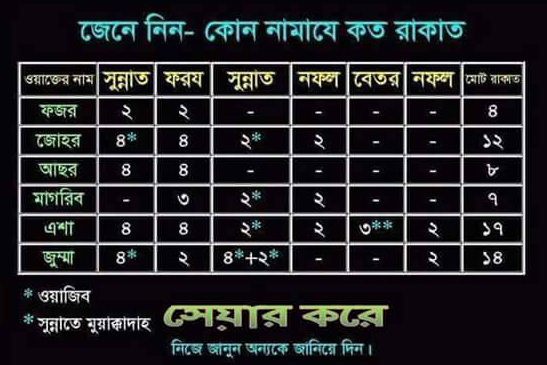 জেনে নিন- কোন নামাযে কত রাকাত
ওয়াক্তের নাম সুন্নাত ফরয সুন্নাত নফল বেতর নফল মোট রাকাত
ফজর ২ ২ - - - - ৪
জোহর ৪* ৪ ২* ২ - - ১২
আছর ৪ ৪ - - - - ৮
মাগরিব - ৩ ২* ২ - - ৭
এশা ৪ ৪ ২* ২ ৩** ২ ১৭
জুম্মা ৪* ২ ৪*+২* - - ২ ১৪
* ওয়াজিব
* সুন্নাতে মুয়াক্কাদাহ
সেয়ার করে
নিজে জানুন অন্যকে জানিয়ে দিন।